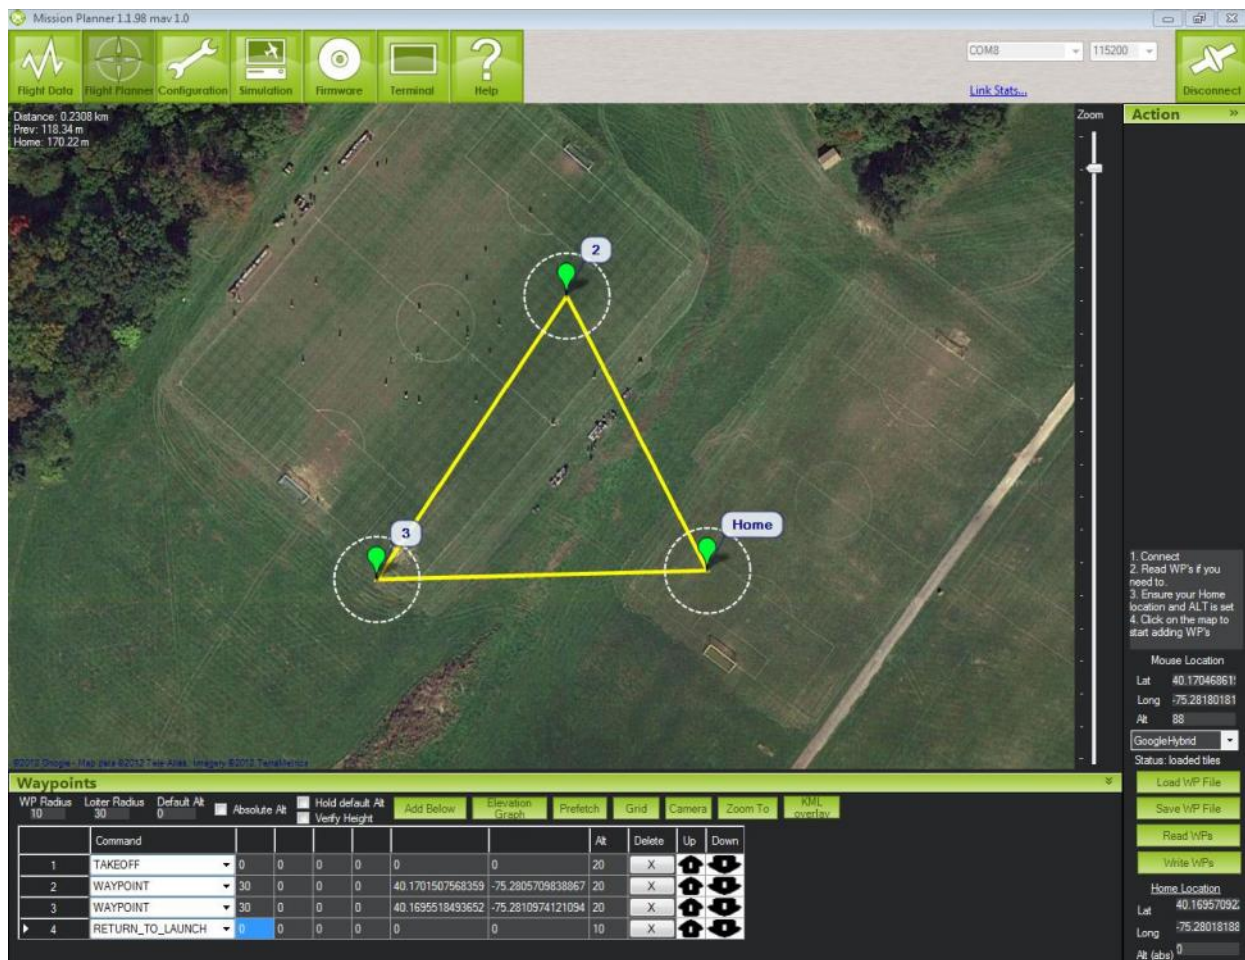 Mission Planner 1.1.98 mav 1.0
Flight Data Flight Planner Configuration Simulation Firmware Terminal Help
COM8 115200
Link Stats...
Disconnect
Distance: 0.2308 km
Prev: 118.34 m
Home: 170.22 m
Zoom
Action
2
3
Home
1. Connect
2. Read WP's if you
need to.
3. Ensure your Home
location and ALT is set
4. Click on the map to
start adding WP's
Mouse Location
Lat 40.17046861
Long -75.28180181
Alt 88
GoogleHybrid
Status: loaded tiles
Load WP File
Save WP File
Read WPs
Write WPs
Home Location
Lat 40.16957092
Long -75.28018188
Alt (abs) 0
Waypoints
WP Radius Loiter Radius Default Alt
10 30 0
Absolute Alt
Hold default Alt
Verify Height
Add Below Elevation Graph Prefetch Grid Camera Zoom To KML overlay
Command Alt Delete Up Down
1 TAKEOFF 0 0 0 0 0 0 20 X
2 WAYPOINT 30 0 0 0 40.1701507568359 -75.2805709838867 20 X
3 WAYPOINT 30 0 0 0 40.1695518493652 -75.2810974121094 20 X
4 RETURN_TO_LAUNCH 0 0 0 0 0 0 10 X